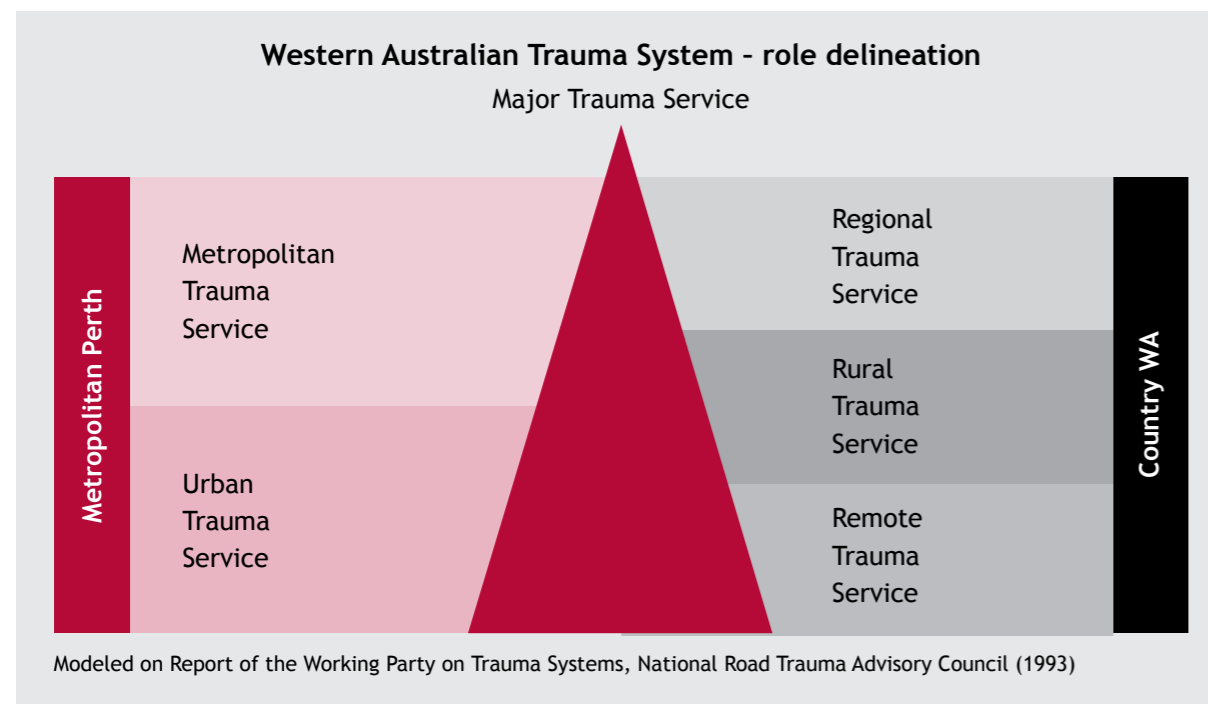 Western Australian Trauma System – role delineation
Major Trauma Service
Metropolitan Perth
Metropolitan
Trauma
Service
Urban
Trauma
Service
Regional
Trauma
Service
Rural
Trauma
Service
Remote
Trauma
Service
Country WA
Modeled on Report of the Working Party on Trauma Systems, National Road Trauma Advisory Council (1993)